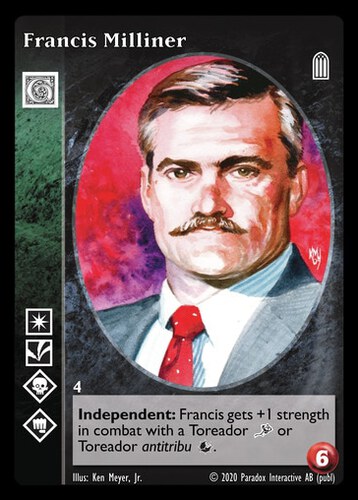 Francis Milliner
4
Independent: Francis gets +1 strength
in combat with a Toreador or
Toreador antitribu .
6
Illus: Ken Meyer, Jr.
© 2020 Paradox Interactive AB (publ)